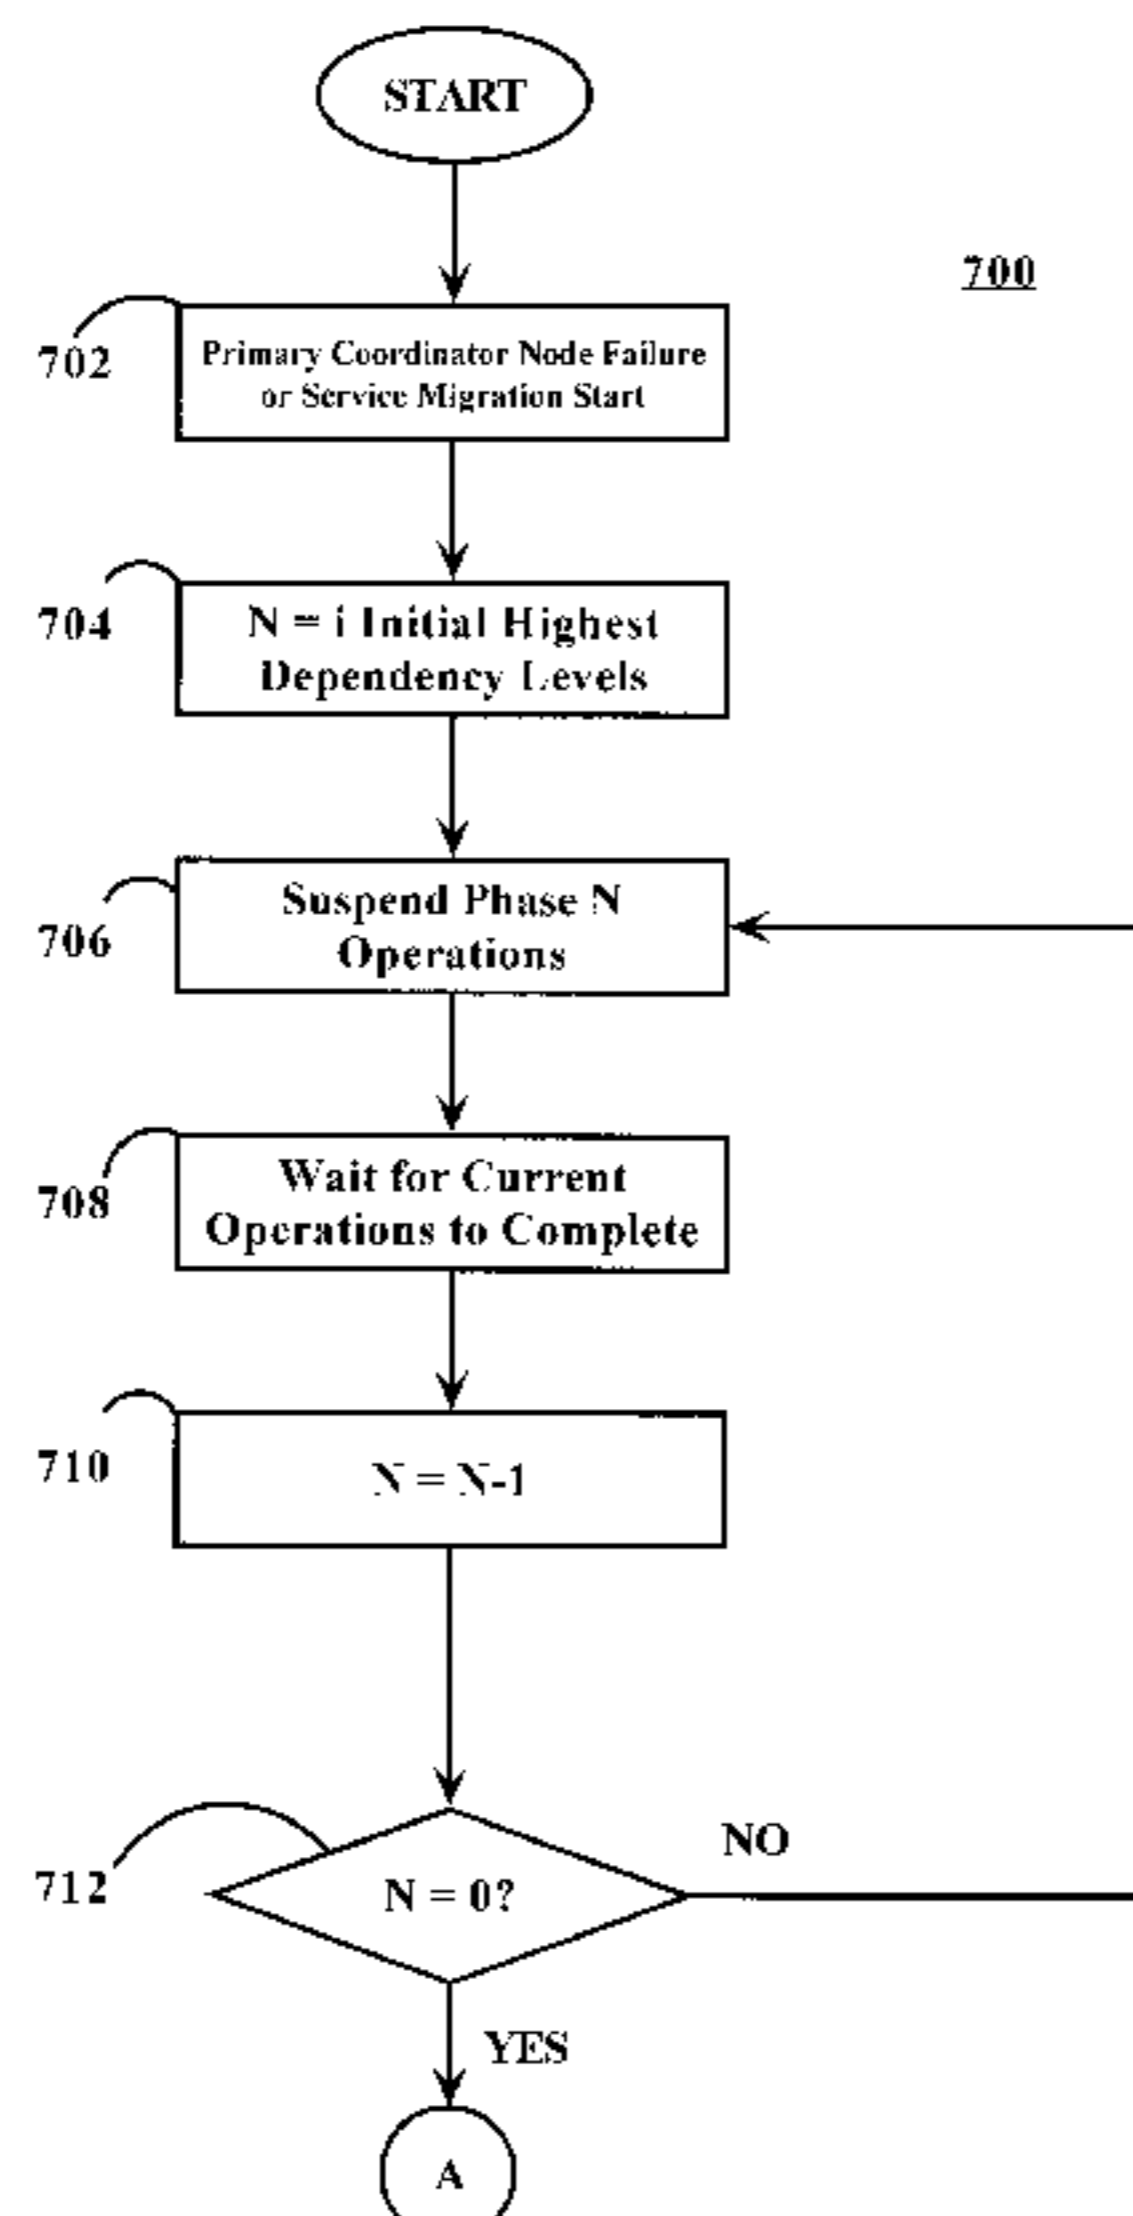 START
700
702
Primary Coordinator Node Failure
or Service Migration Start
704
N = i Initial Highest
Dependency Levels
706
Suspend Phase N
Operations
708
Wait for Current
Operations to Complete
710
N = N-1
712
N = 0?
NO
YES
A